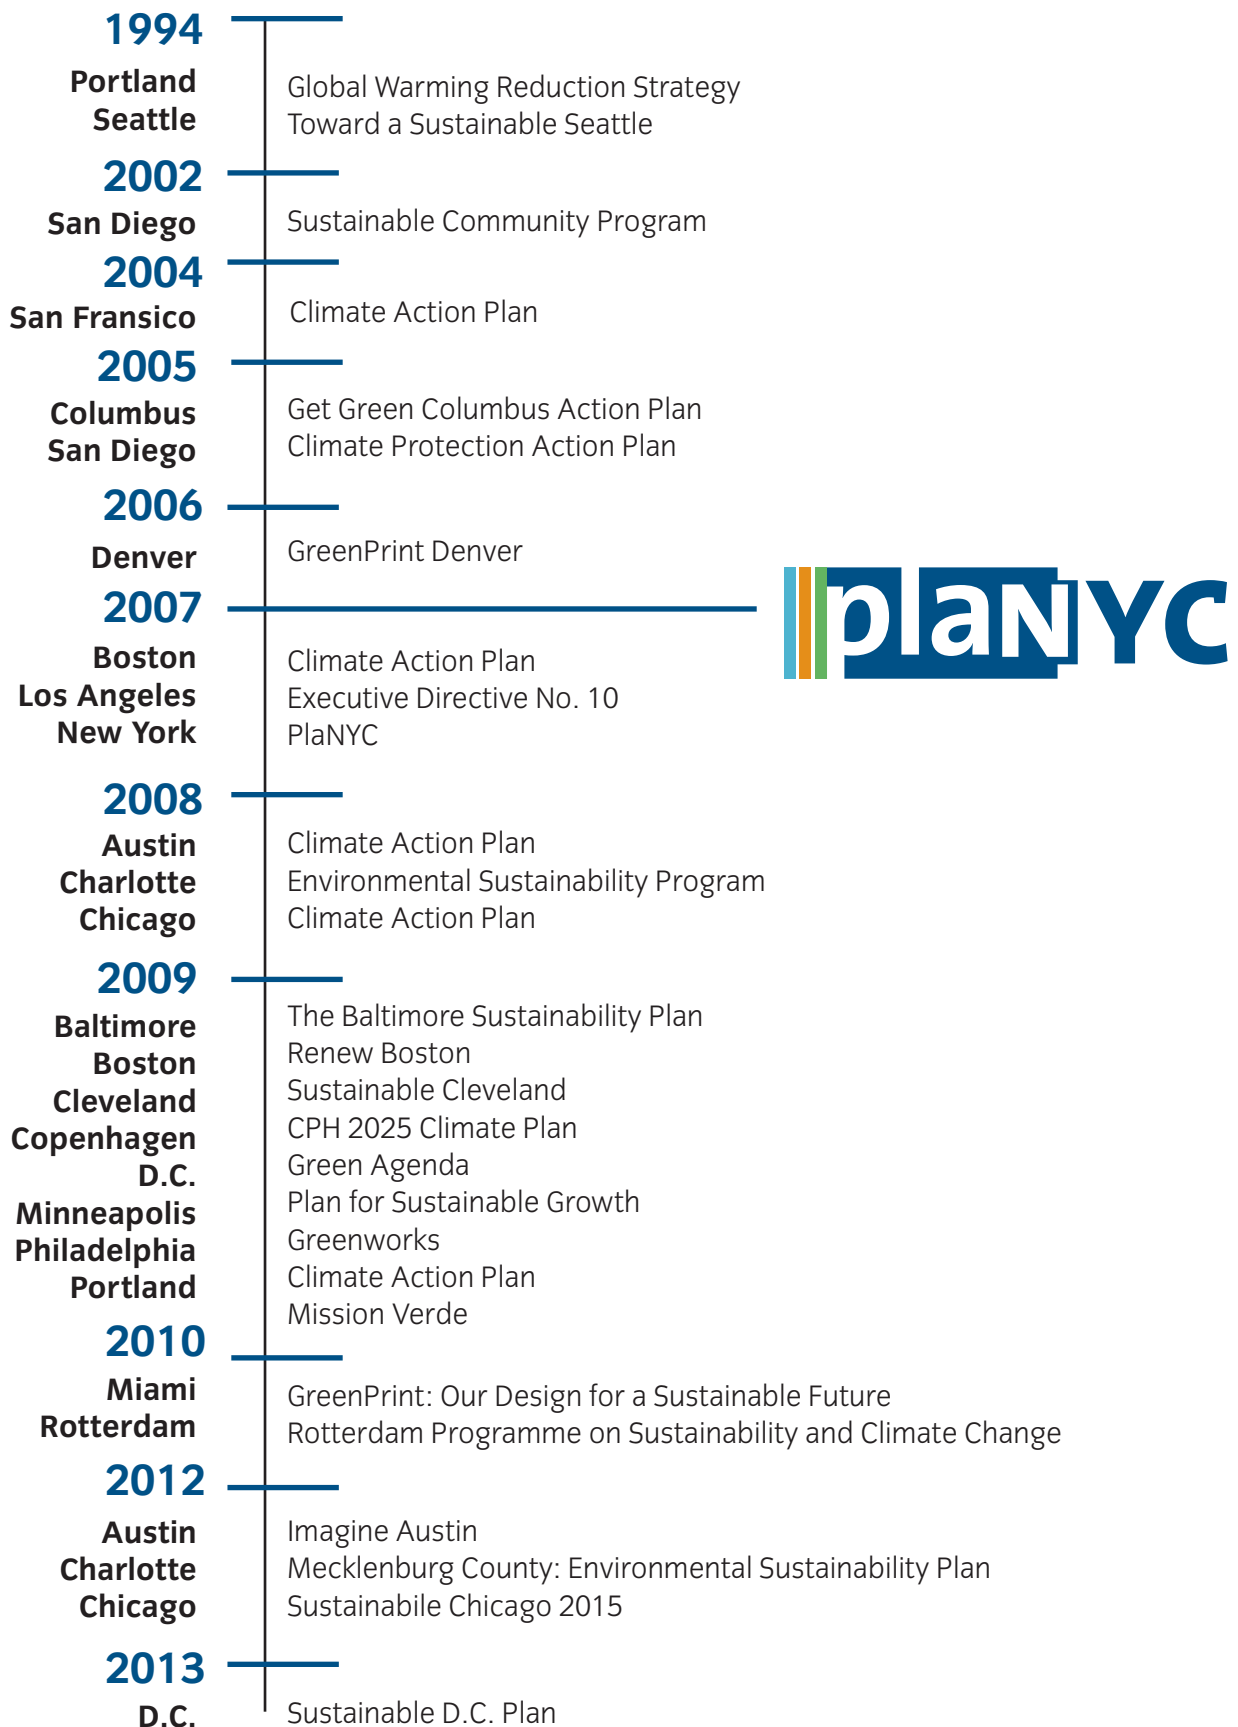 1994
Portland Global Warming Reduction Strategy
Seattle Toward a Sustainable Seattle
2002
San Diego Sustainable Community Program
2004
San Fransico Climate Action Plan
2005
Columbus Get Green Columbus Action Plan
San Diego Climate Protection Action Plan
2006
Denver GreenPrint Denver
2007
plaNYC
Boston Climate Action Plan
Los Angeles Executive Directive No. 10
New York PlaNYC
2008
Austin Climate Action Plan
Charlotte Environmental Sustainability Program
Chicago Climate Action Plan
2009
Baltimore The Baltimore Sustainability Plan
Boston Renew Boston
Cleveland Sustainable Cleveland
Copenhagen CPH 2025 Climate Plan
D.C. Green Agenda
Minneapolis Plan for Sustainable Growth
Philadelphia Greenworks
Portland Climate Action Plan
Mission Verde
2010
Miami GreenPrint: Our Design for a Sustainable Future
Rotterdam Rotterdam Programme on Sustainability and Climate Change
2012
Austin Imagine Austin
Charlotte Mecklenburg County: Environmental Sustainability Plan
Chicago Sustainabile Chicago 2015
2013
D.C. Sustainable D.C. Plan